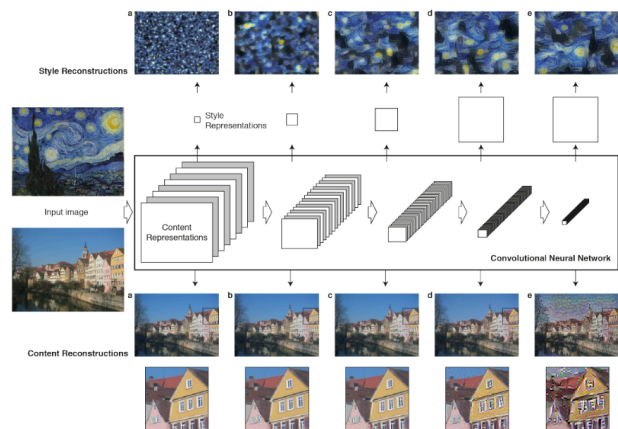 a b c d e
Style Reconstructions
Style
Representations
Input image
Content
Representations
Convolutional Neural Network
a b c d e
Content Reconstructions